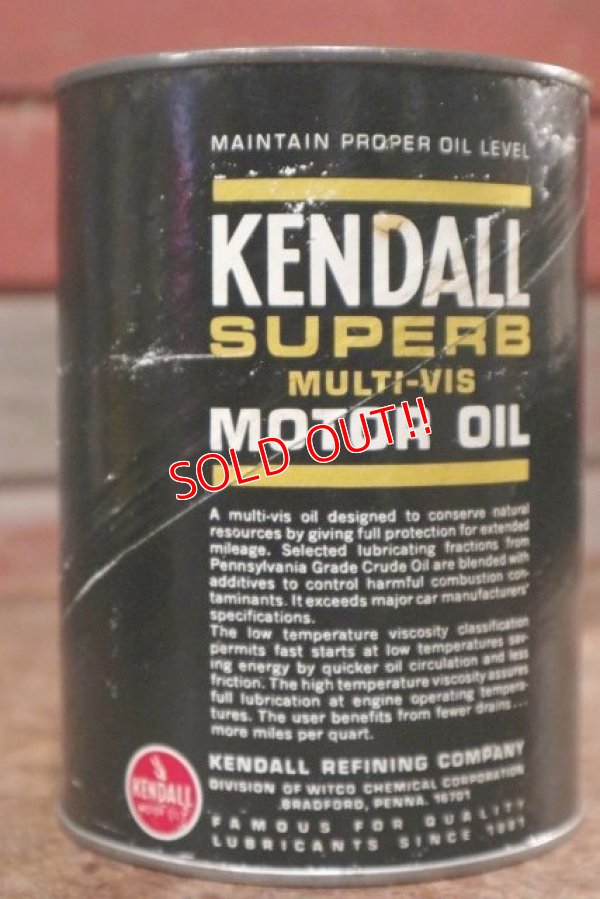 MAINTAIN PROPER OIL LEVEL
KENDALL
SUPERB
MULTI-VIS
MOTOR OIL
SOLD OUT!!
A multi-vis oil designed to conserve natural
resources by giving full protection for extended
mileage. Selected lubricating fractions from
Pennsylvania Grade Crude Oil are blended with
additives to control harmful combustion con-
taminants. It exceeds major car manufacturers'
specifications.
The low temperature viscosity classification
permits fast starts at low temperatures sav-
ing energy by quicker oil circulation and less
friction. The high temperature viscosity assures
full lubrication at engine operating tempera-
tures. The user benefits from fewer drains...
more miles per quart.
KENDALL REFINING COMPANY
DIVISION OF WITCO CHEMICAL CORPORATION
BRADFORD, PENNA. 16701
FAMOUS FOR QUALITY
LUBRICANTS SINCE 1881
KENDALL
MOTOR OIL